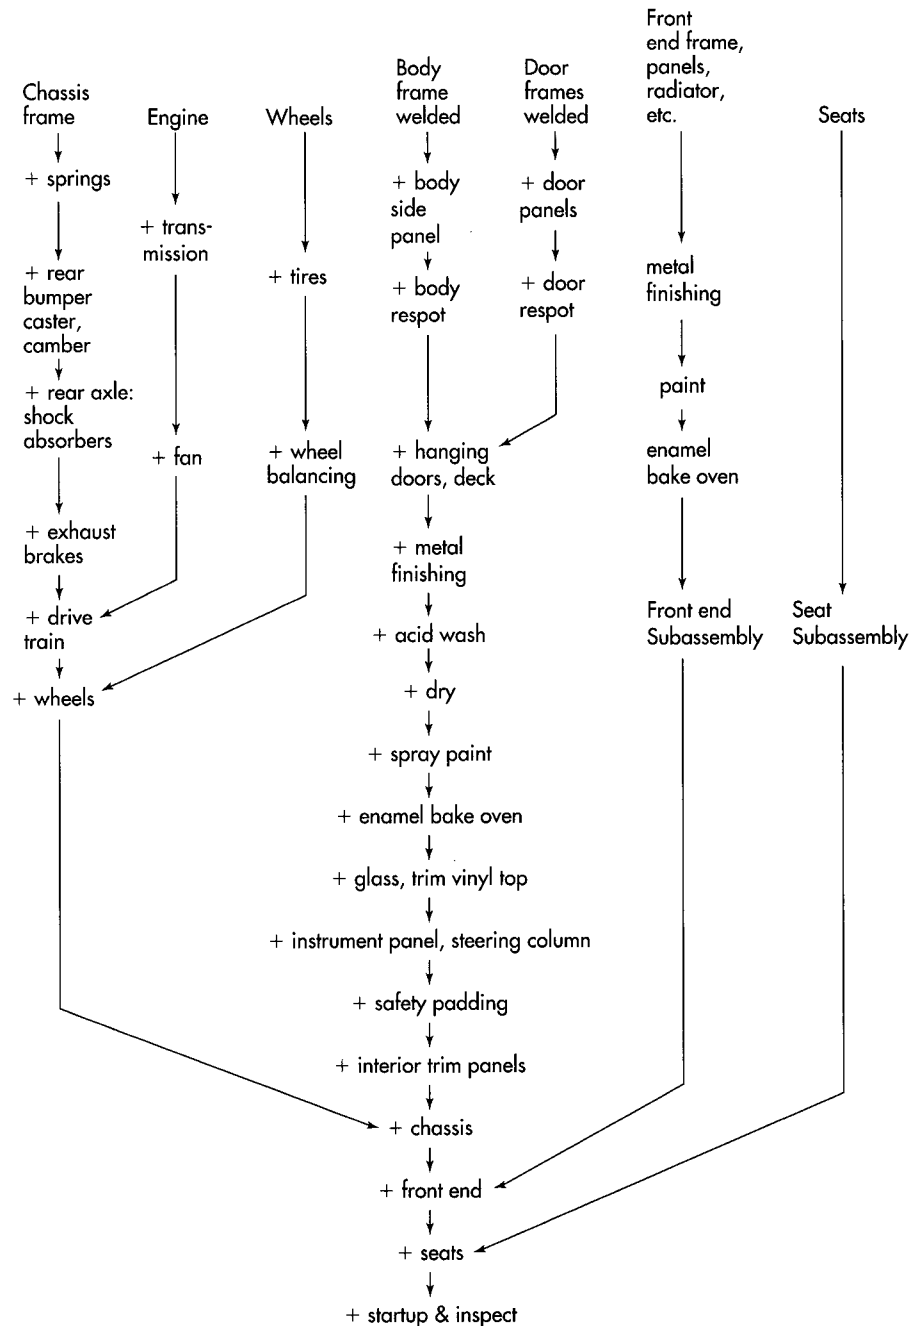 Chassis
frame
+ springs
+ rear
bumper
caster,
camber
+ rear axle:
shock
absorbers
+ exhaust
brakes
+ drive
train
+ wheels
Engine
+ trans-
mission
+ fan
Wheels
+ tires
+ wheel
balancing
Body
frame
welded
+ body
side
panel
+ body
respot
Door
frames
welded
+ door
panels
+ door
respot
+ hanging
doors, deck
+ metal
finishing
+ acid wash
+ dry
+ spray paint
+ enamel bake oven
+ glass, trim vinyl top
+ instrument panel, steering column
+ safety padding
+ interior trim panels
+ chassis
+ front end
+ seats
+ startup & inspect
Front
end frame,
panels,
radiator,
etc.
metal
finishing
paint
enamel
bake oven
Front end
Subassembly
Seats
Seat
Subassembly